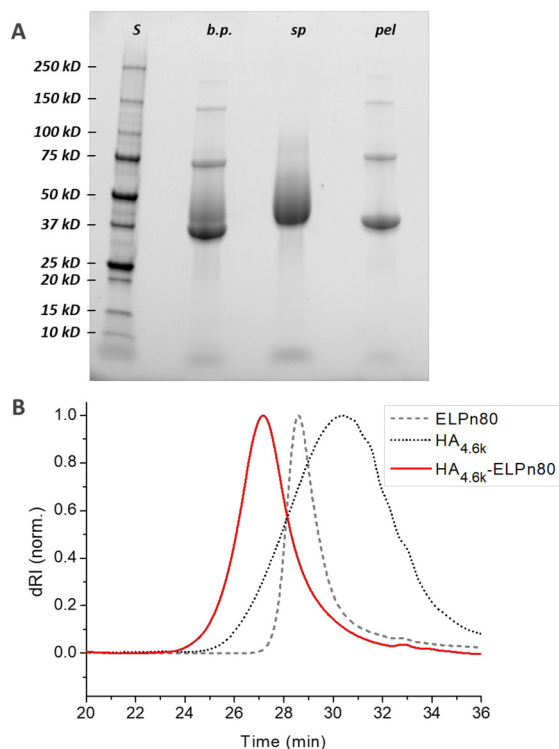 A
S b.p. sp pel
250 kD
150 kD
100 kD
75 kD
50 kD
37 kD
25 kD
20 kD
15 kD
10 kD
B
ELPn80
HA4.6k
HA4.6k-ELPn80
dRI (norm.)
1.0
0.8
0.6
0.4
0.2
0.0
20 22 24 26 28 30 32 34 36
Time (min)